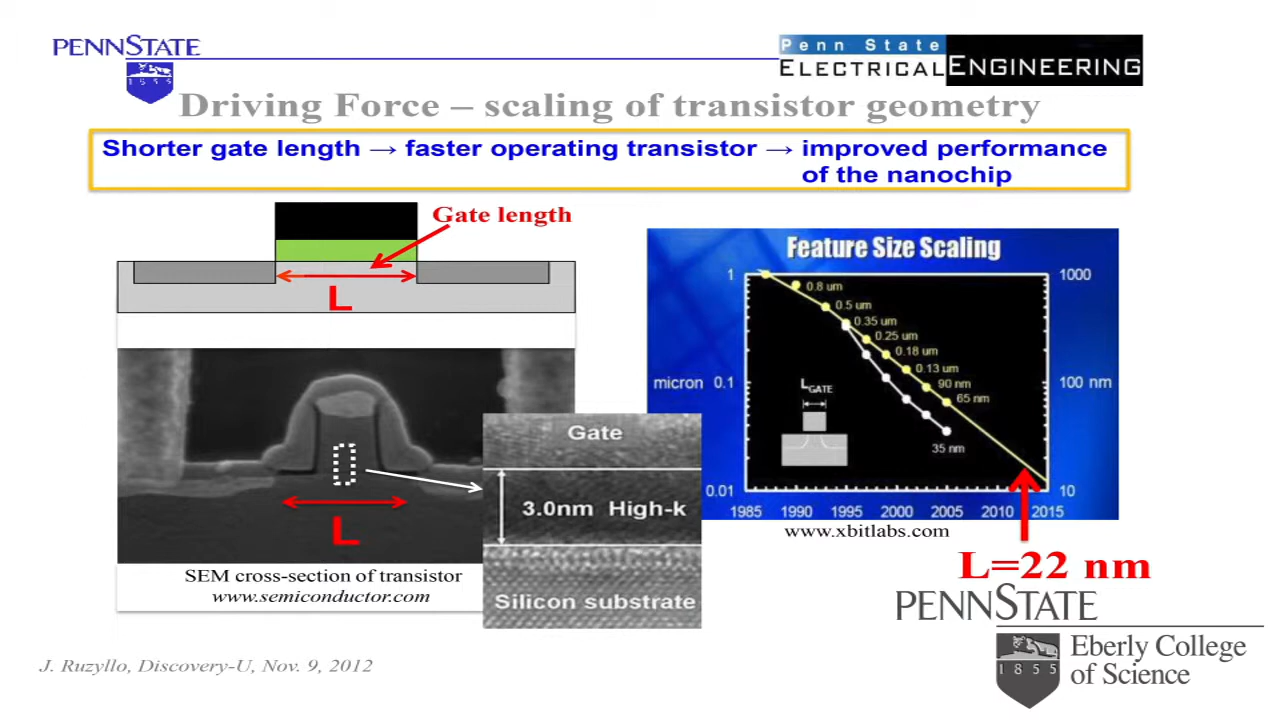 PENNSTATE
1855
Penn State
ELECTRICAL ENGINEERING
Driving Force – scaling of transistor geometry
Shorter gate length → faster operating transistor → improved performance
of the nanochip
Gate length
L
L
SEM cross-section of transistor
www.semiconductor.com
Gate
3.0nm High-k
Silicon substrate
Feature Size Scaling
1
1000
0.8 um
0.5 um
0.35 um
0.25 um
0.18 um
0.13 um
micron 0.1
100 nm
90 nm
65 nm
LGATE
35 nm
0.01
10
1985 1990 1995 2000 2005 2010 2015
www.xbitlabs.com
L=22 nm
PENNSTATE
1855
Eberly College
of Science
J. Ruzyllo, Discovery-U, Nov. 9, 2012